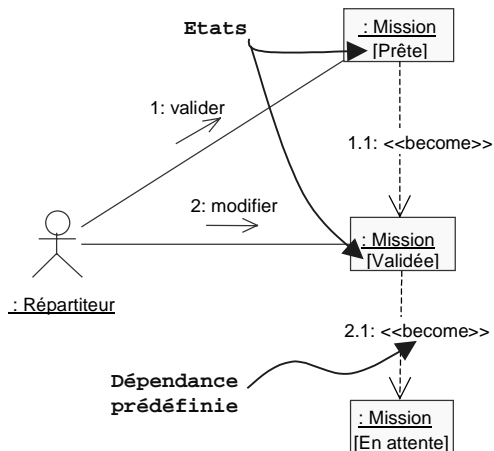 : Mission
Etats
[Prête]
1: valider
1.1: <<become>>
2: modifier
: Mission
[Validée]
: Répartiteur
2.1: <<become>>
Dépendance
prédéfinie
: Mission
[En attente]